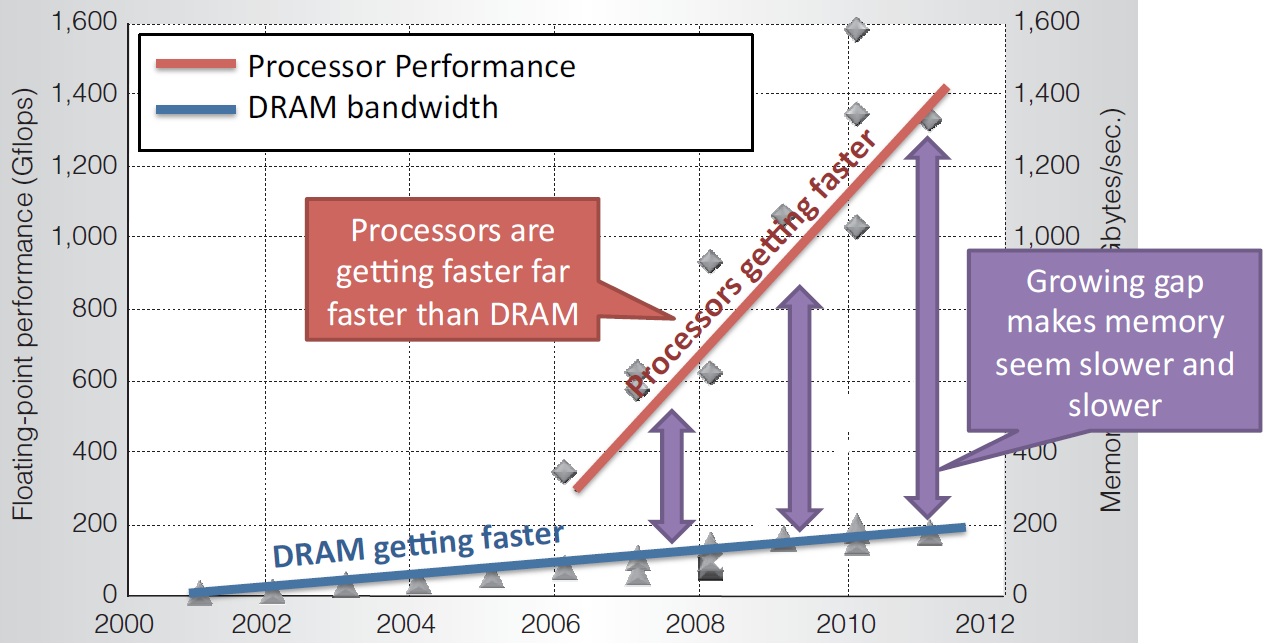 1,600
1,400
1,200
1,000
800
600
400
200
0
Floating-point performance (Gflops)
Processor Performance
DRAM bandwidth
Processors are
getting faster far
faster than DRAM
Processors getting faster
DRAM getting faster
Growing gap
makes memory
seem slower and
slower
1,600
1,400
1,200
1,000
400
200
0
2000
2002
2004
2006
2008
2010
2012